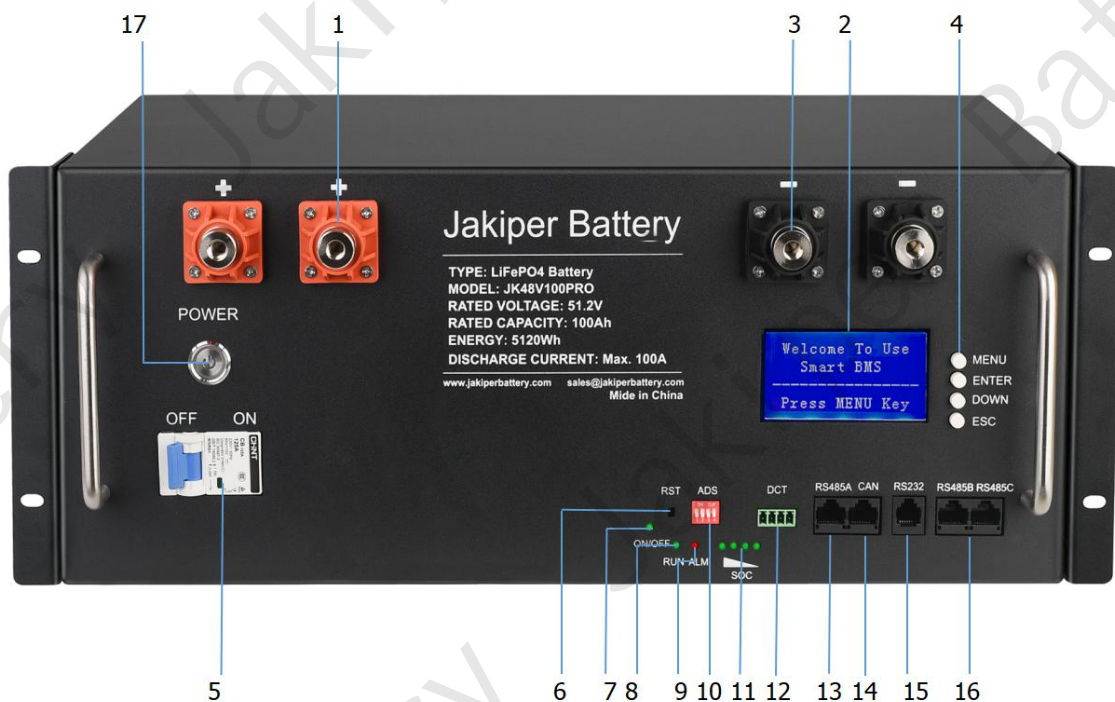 17 1 3 2 4
+ + - -
Jakiper Battery
TYPE: LiFePO4 Battery
MODEL: JK48V100PRO
RATED VOLTAGE: 51.2V
RATED CAPACITY: 100Ah
ENERGY: 5120Wh
DISCHARGE CURRENT: Max. 100A
www.jakiperbattery.com sales@jakiperbattery.com
Mide in China
POWER
OFF ON
CHNT
125A
Welcome To Use
Smart BMS
Press MENU Key
MENU
ENTER
DOWN
ESC
RST ADS DCT RS485A CAN RS232 RS485B RS485C
ON/OFF
RUN ALM
SOC
5 6 7 8 9 10 11 12 13 14 15 16